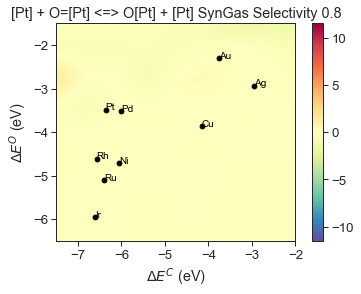 [Pt] + O=[Pt] <=> O[Pt] + [Pt] SynGas Selectivity 0.8
−2
−3
−4
−5
−6
ΔE^O (eV)
Au
Ag
Cu
Pt
Pd
Rh
Ni
Ru
Ir
−7
−6
−5
−4
−3
−2
ΔE^C (eV)
10
5
0
−5
−10